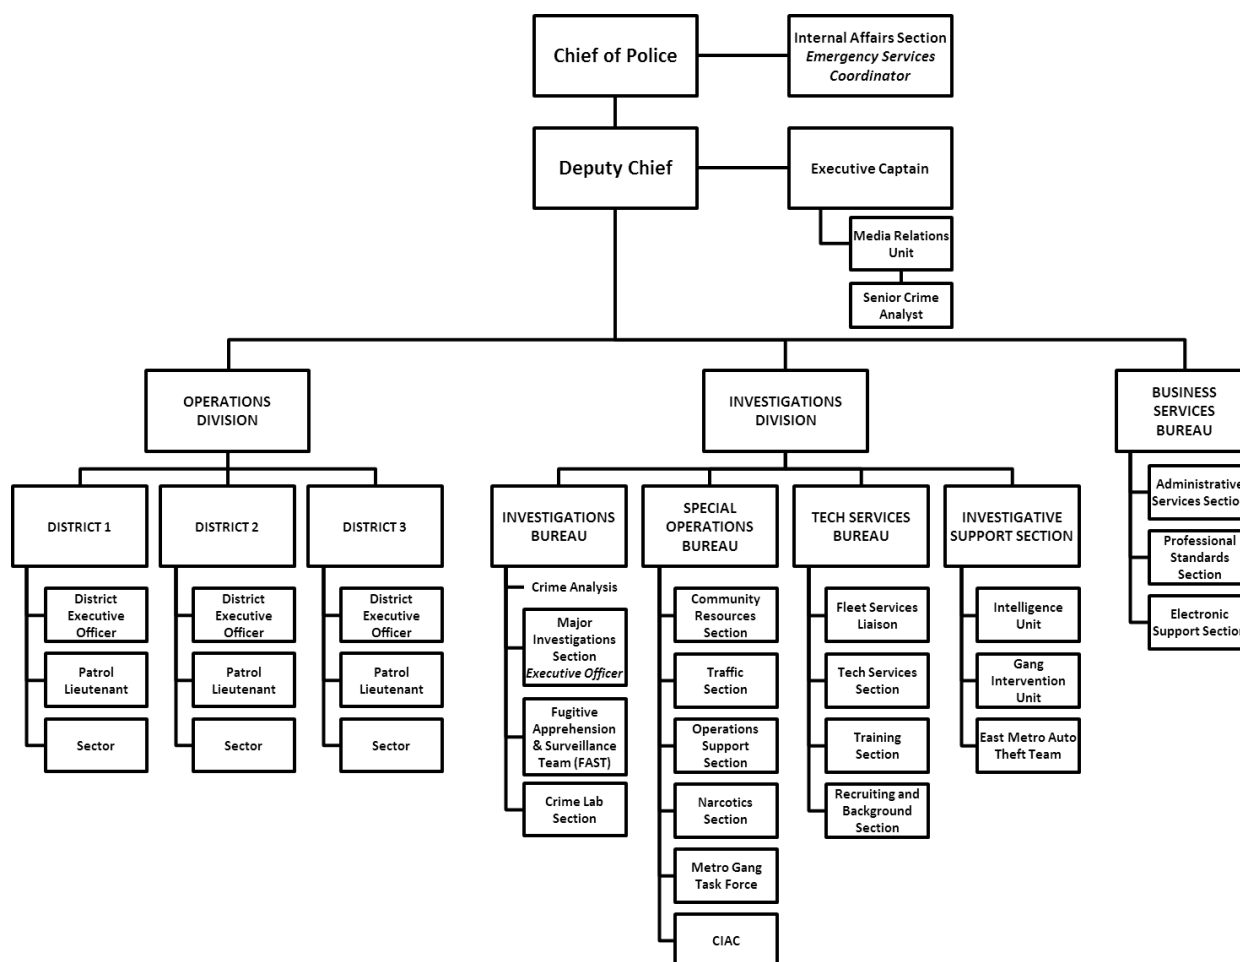 Chief of Police
Internal Affairs Section
Emergency Services
Coordinator
Deputy Chief
Executive Captain
Media Relations
Unit
Senior Crime
Analyst
OPERATIONS
DIVISION
INVESTIGATIONS
DIVISION
BUSINESS
SERVICES
BUREAU
DISTRICT 1
DISTRICT 2
DISTRICT 3
INVESTIGATIONS
BUREAU
SPECIAL
OPERATIONS
BUREAU
TECH SERVICES
BUREAU
INVESTIGATIVE
SUPPORT SECTION
Administrative
Services Section
Professional
Standards
Section
Electronic
Support Section
District
Executive
Officer
Patrol
Lieutenant
Sector
District
Executive
Officer
Patrol
Lieutenant
Sector
District
Executive
Officer
Patrol
Lieutenant
Sector
Crime Analysis
Major
Investigations
Section
Executive Officer
Fugitive
Apprehension
& Surveillance
Team (FAST)
Crime Lab
Section
Community
Resources
Section
Traffic
Section
Operations
Support
Section
Narcotics
Section
Metro Gang
Task Force
CIAC
Fleet Services
Liaison
Tech Services
Section
Training
Section
Recruiting and
Background
Section
Intelligence
Unit
Gang
Intervention
Unit
East Metro Auto
Theft Team